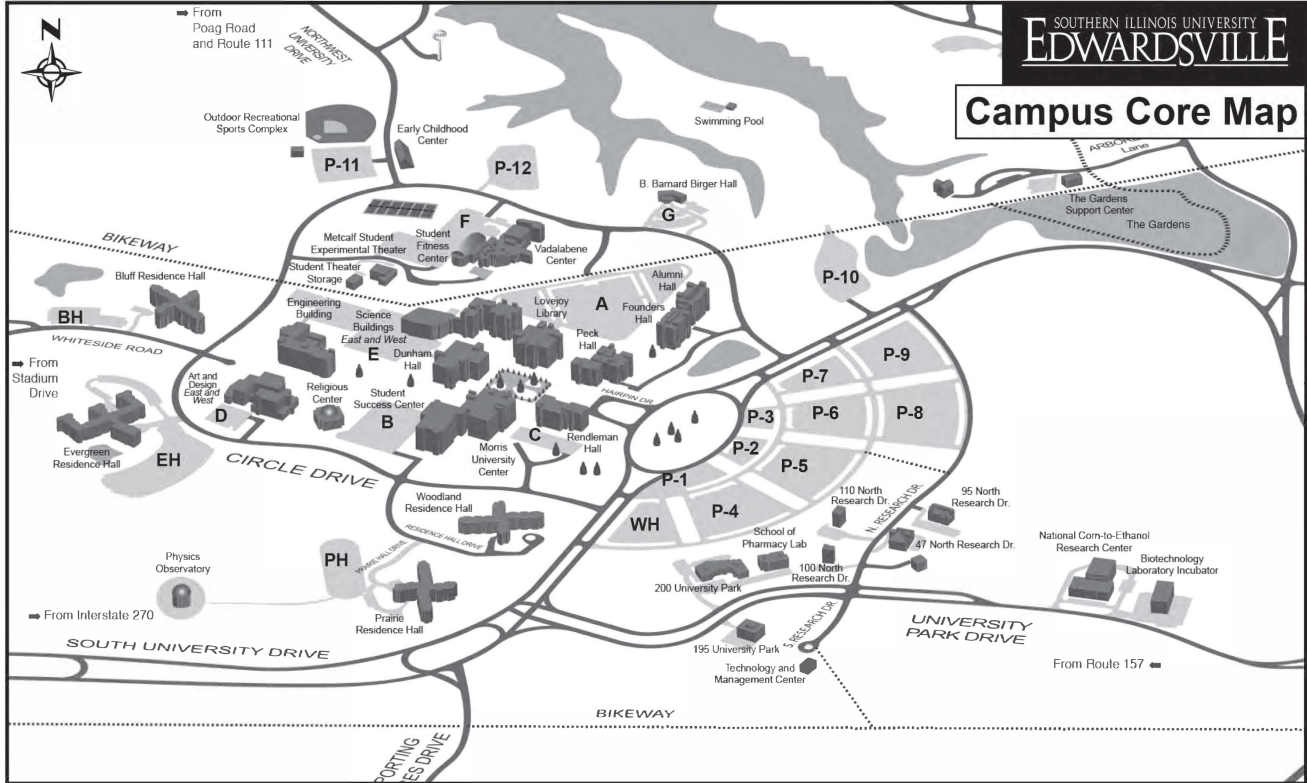 SOUTHERN ILLINOIS UNIVERSITY
EDWARDSVILLE
Campus Core Map
N
➡ From
Poag Road
and Route 111
NORTHWEST
UNIVERSITY
DRIVE
Outdoor Recreational
Sports Complex
Early Childhood
Center
P-11
P-12
Swimming Pool
Lane
B. Barnard Birger Hall
G
The Gardens
Support Center
The Gardens
F
Metcalf Student
Experimental Theater
Student
Fitness
Center
Vadalabene
Center
Student Theater
Storage
BIKEWAY
Bluff Residence Hall
BH
WHITESIDE ROAD
➡ From
Stadium
Drive
P-10
Alumni
Hall
A
Lovejoy
Library
Founders
Hall
Engineering
Building
Science
Buildings
East and West
E
Dunham
Hall
Peck
Hall
P-9
P-7
Art and
Design
East and
West
D
Religious
Center
Student
Success Center
B
HAIRPIN DR.
P-3
P-6
P-8
C
Rendleman
Hall
P-2
Morris
University
Center
Evergreen
Residence Hall
EH
CIRCLE DRIVE
P-5
P-1
P-4
WH
Woodland
Residence Hall
RESIDENCE HALL DRIVE
110 North
Research Dr.
95 North
Research Dr.
N. RESEARCH DR.
School of
Pharmacy Lab
47 North Research Dr.
100 North
Research Dr.
National Corn-to-Ethanol
Research Center
Biotechnology
Laboratory Incubator
Physics
Observatory
PH
PRAIRIE HALL DRIVE
200 University Park
➡ From Interstate 270
Prairie
Residence Hall
UNIVERSITY
PARK DRIVE
SOUTH UNIVERSITY DRIVE
195 University Park
S. RESEARCH DR.
Technology and
Management Center
From Route 157 ⬅
BIKEWAY